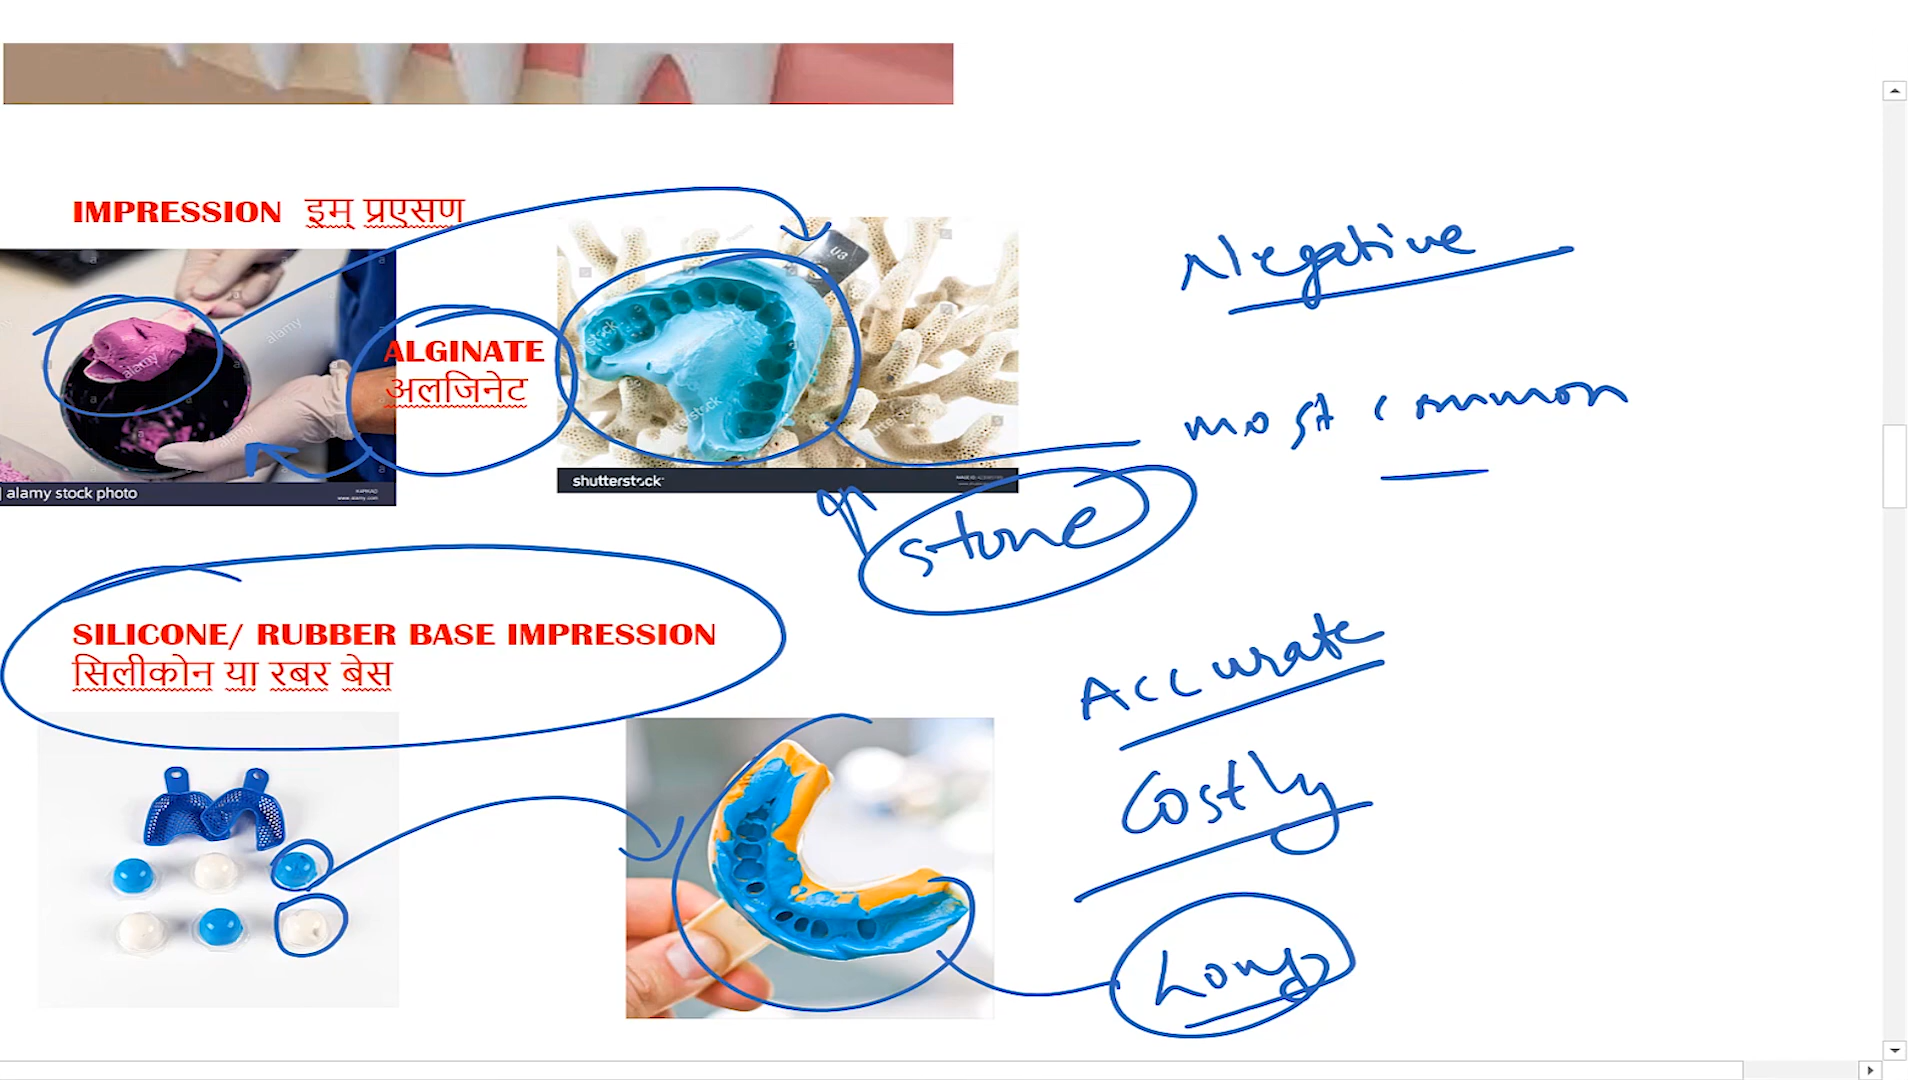 IMPRESSION इम् प्रएसण
Negative
ALGINATE
अलजिनेट
most common
alamy stock photo
shutterstock
stone
SILICONE/ RUBBER BASE IMPRESSION
सिलीकोन या रबर बेस
Accurate
Costly
Long